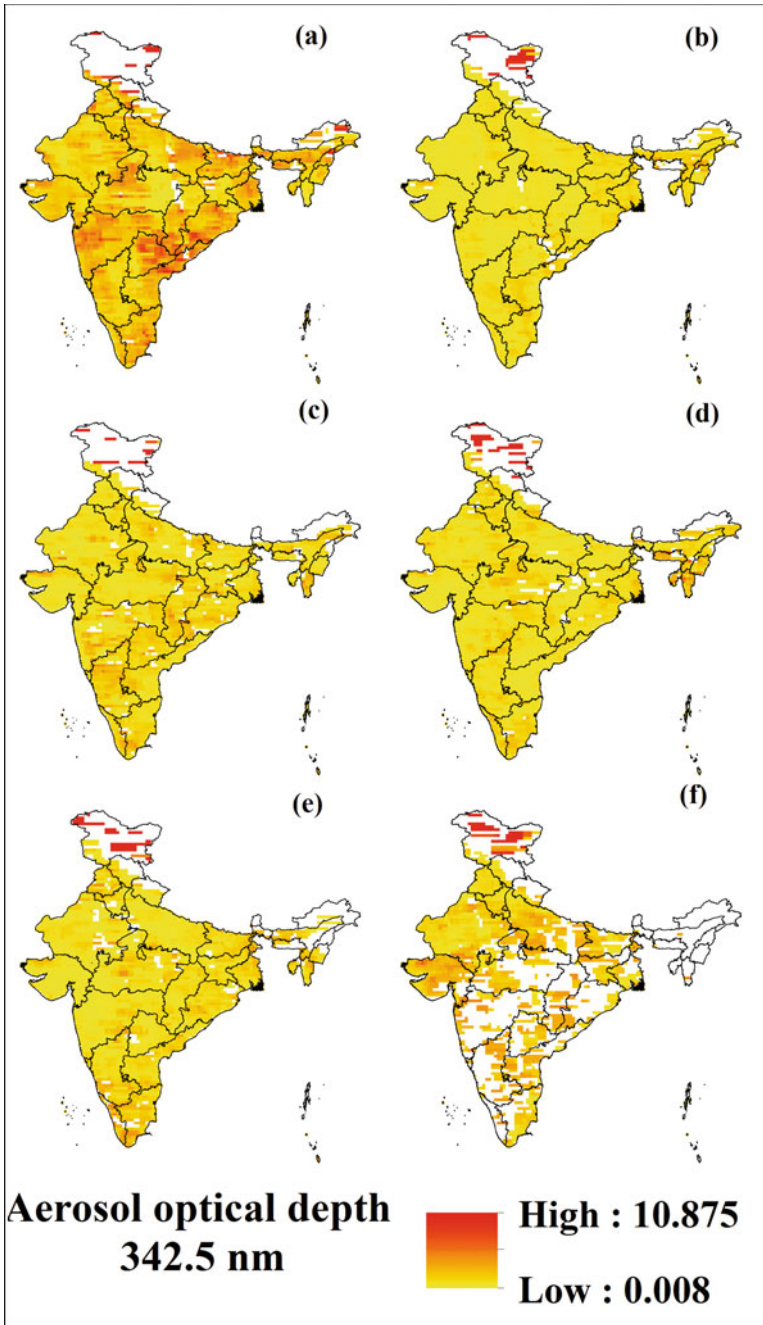 (a)
(b)
(c)
(d)
(e)
(f)
Aerosol optical depth
342.5 nm
High : 10.875
Low : 0.008